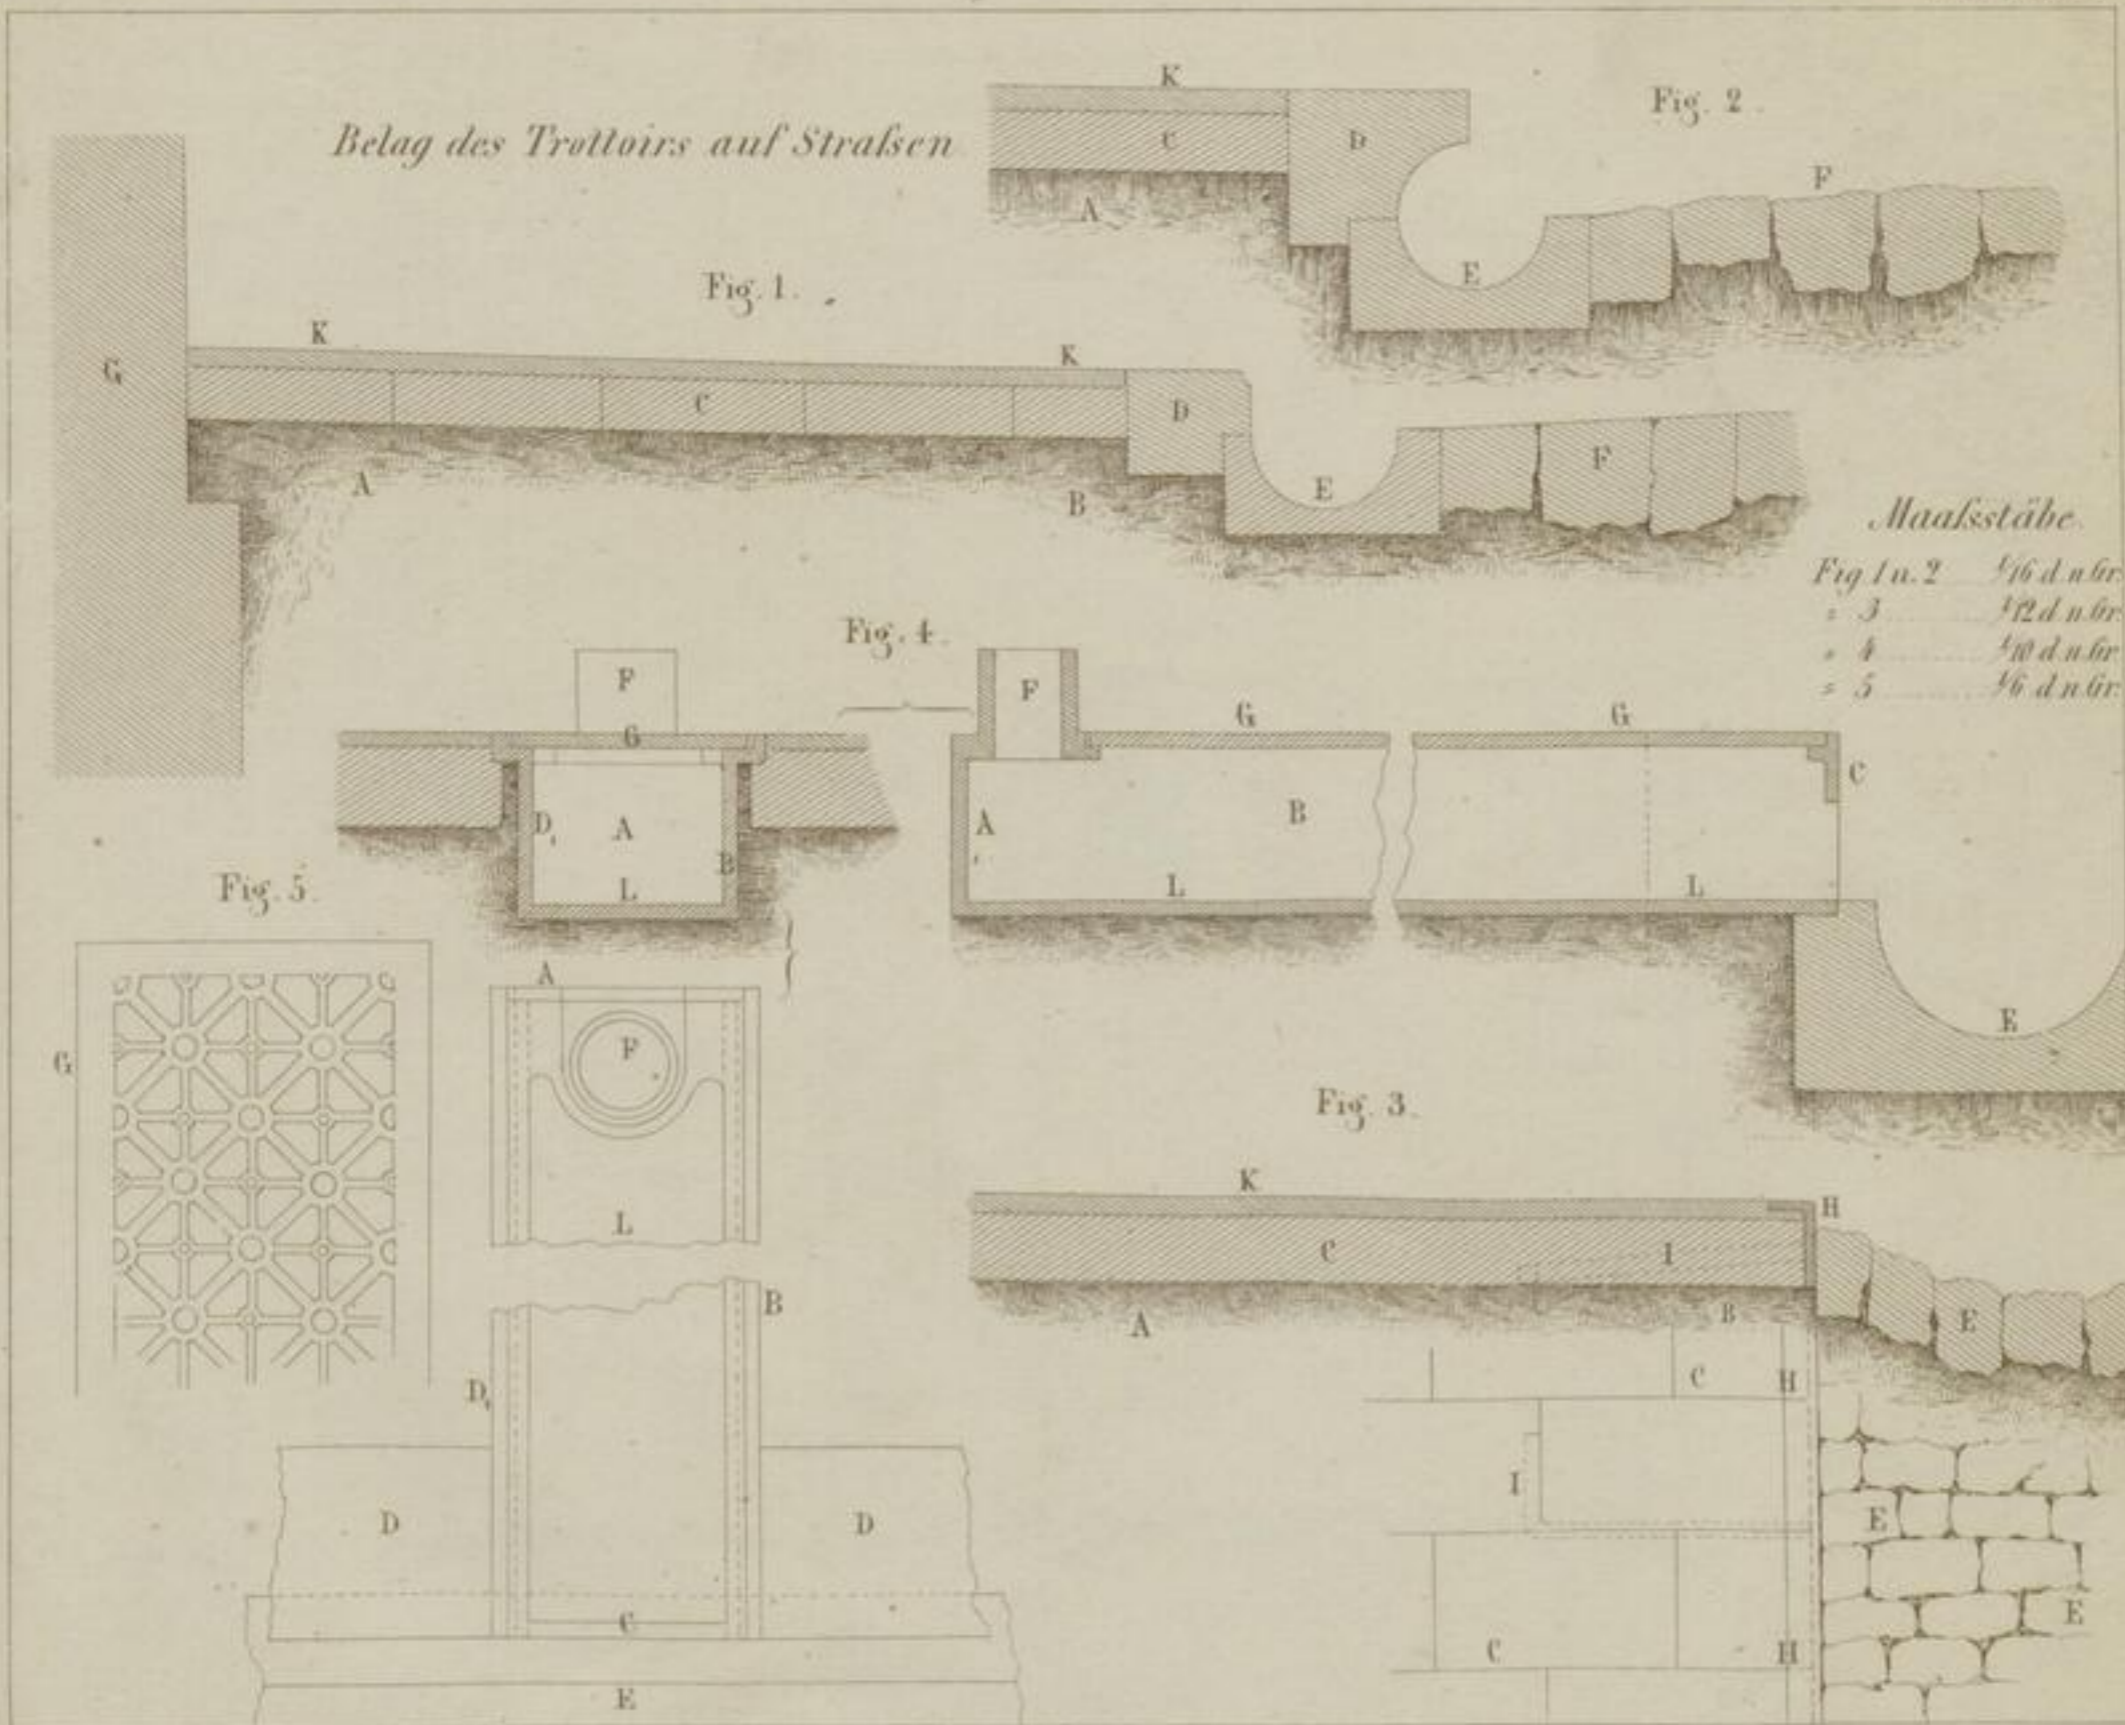 Belag des Trottoirs auf Straſsen
K
Fig. 2.
C
D
A
F
E
Fig. 1.
K
K
G
C
D
A
B
E
F
Maaſsstäbe.
Fig 1 u. 2 1/16 d. n. Gr.
" 3 1/12 d. n. Gr.
" 4 1/10 d. n. Gr.
" 5 1/6 d. n. Gr.
Fig. 4.
F
G
D,
A
B
L
F
G
G
C
A
B
L
L
E
Fig. 5.
G
A
F
L
B
D,
D
D
C
E
Fig. 3.
K
H
C
I
A
B
E
C
H
I
E
C
H
E